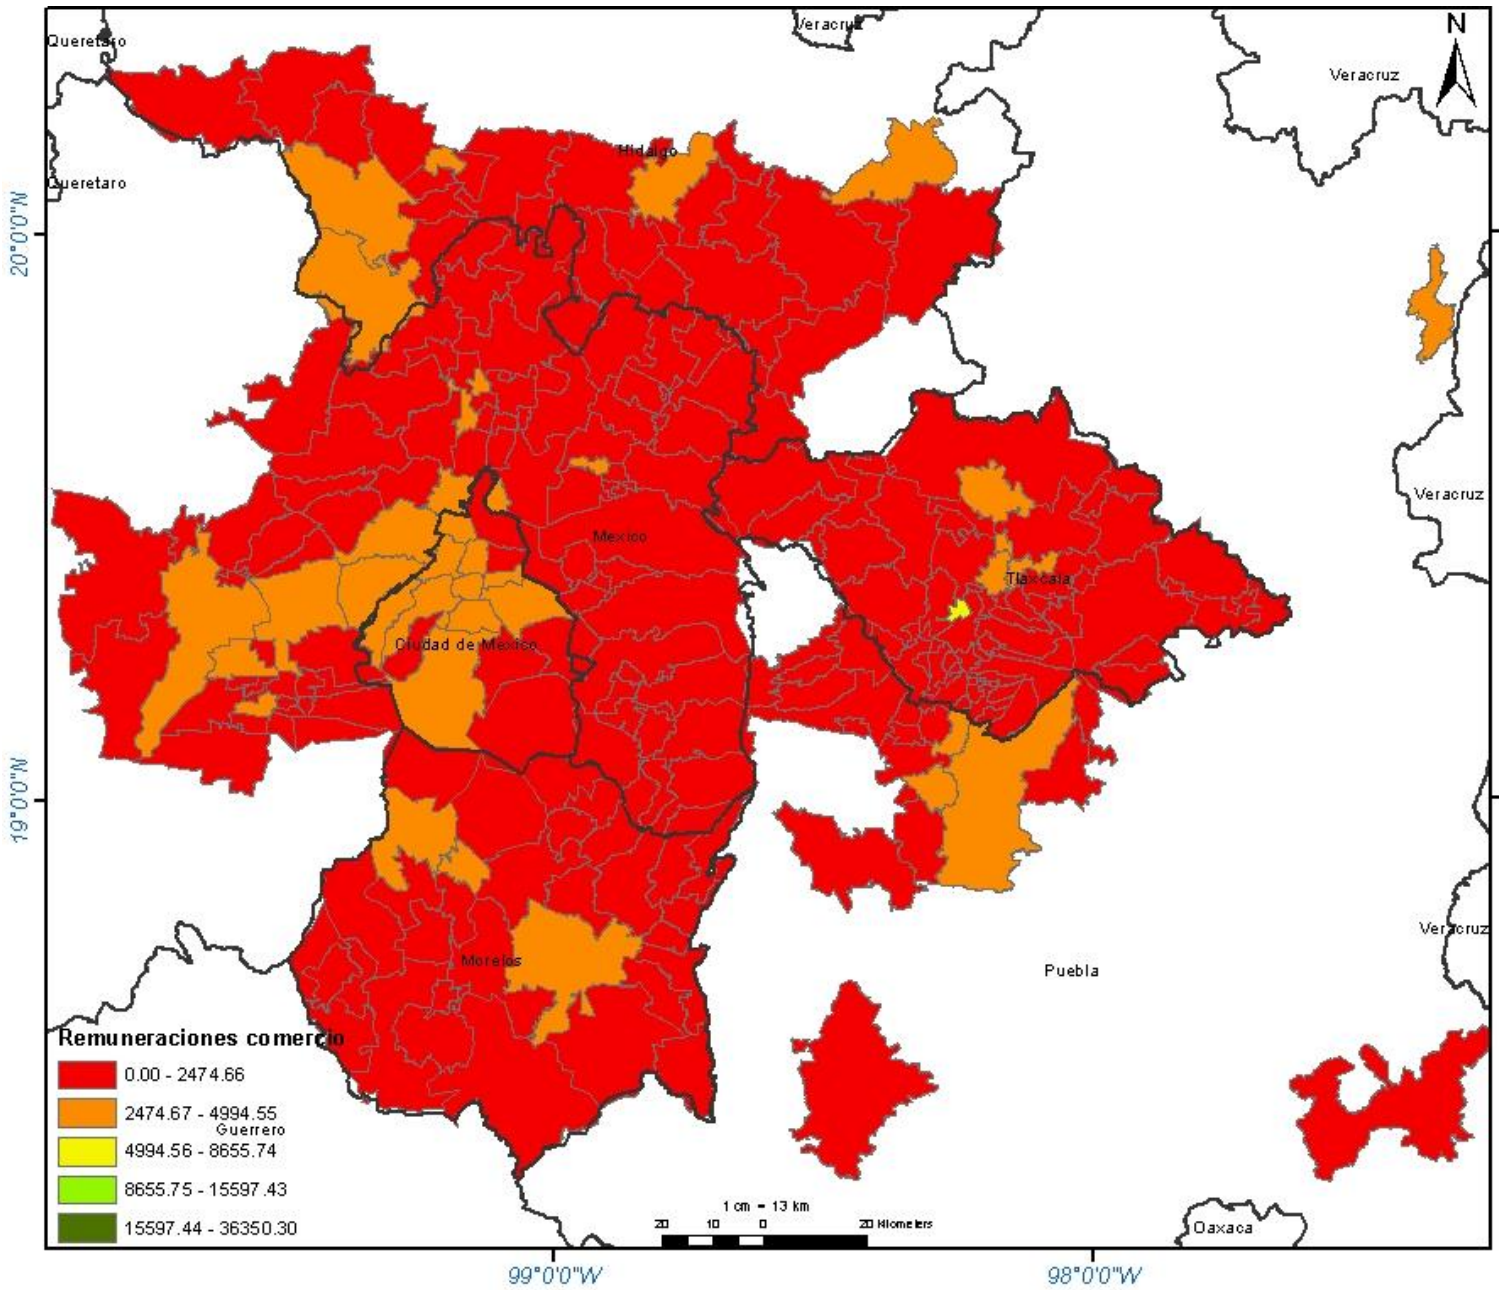 Veracruz
N
Queretaro
Veracruz
Hidalgo
Queretaro
20°0'0"N
Veracruz
Mexico
Tlaxcala
Ciudad de Mexico
19°0'0"N
Veracruz
Morelos
Puebla
Remuneraciones comercio
0.00 - 2474.66
2474.67 - 4994.55
Guerrero
4994.56 - 8655.74
8655.75 - 15597.43
15597.44 - 36350.30
1 cm = 13 km
20 10 0 20 Kilometers
Oaxaca
99°0'0"W 98°0'0"W